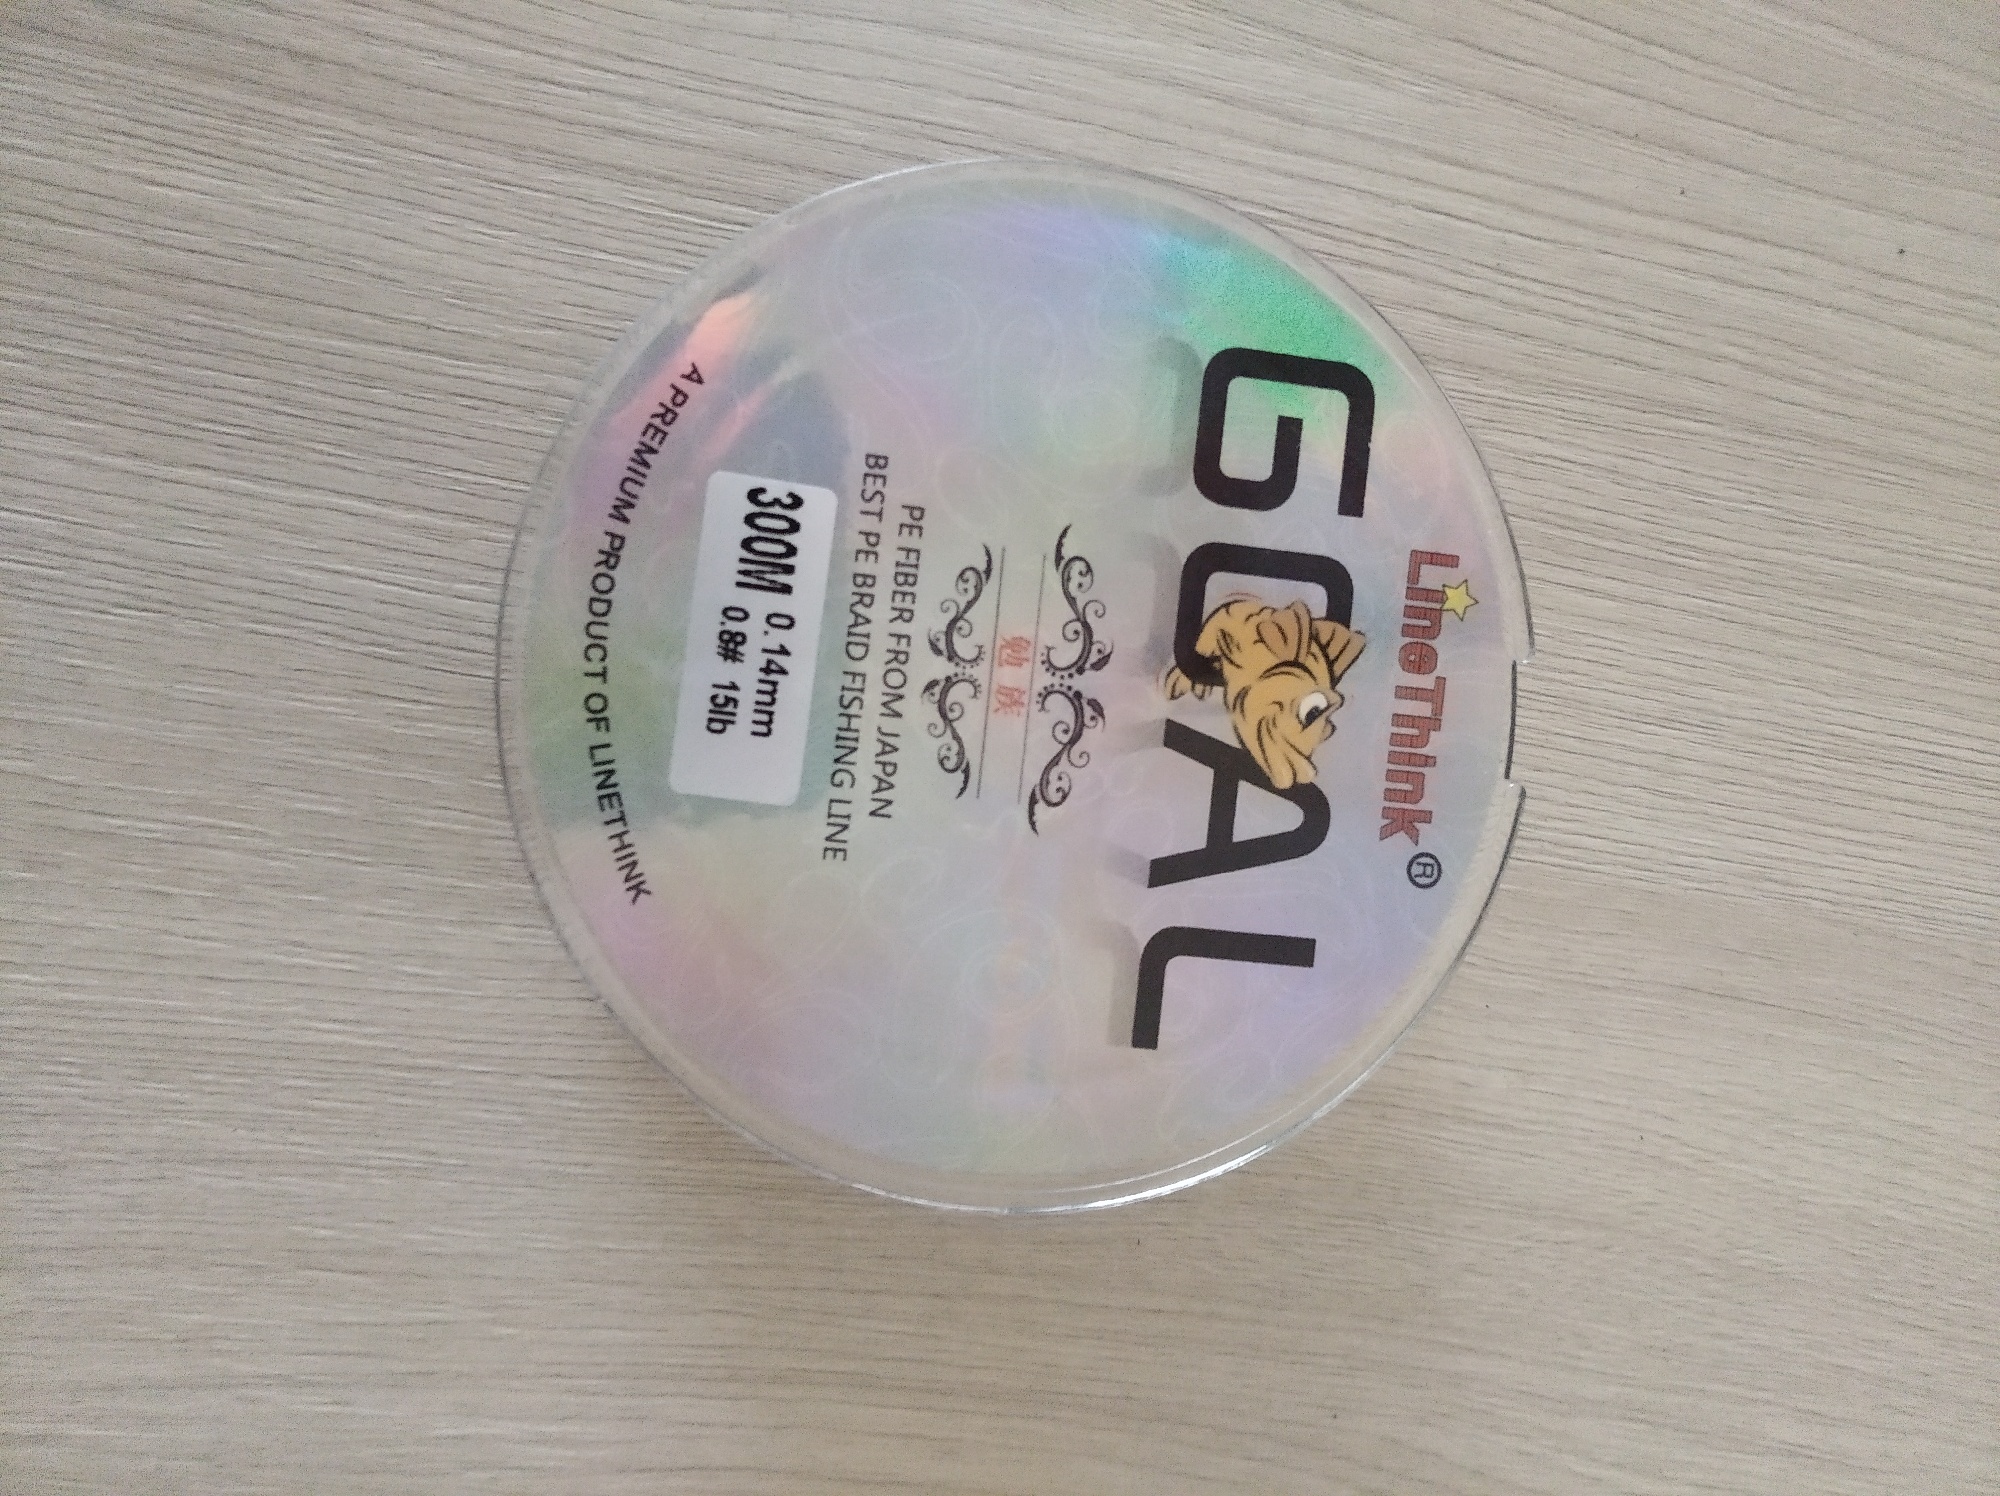 LineThink®
GOAL
勉族
PE FIBER FROM JAPAN
BEST PE BRAID FISHING LINE
300M 0.14mm
0.8# 15lb
A PREMIUM PRODUCT OF LINETHINK